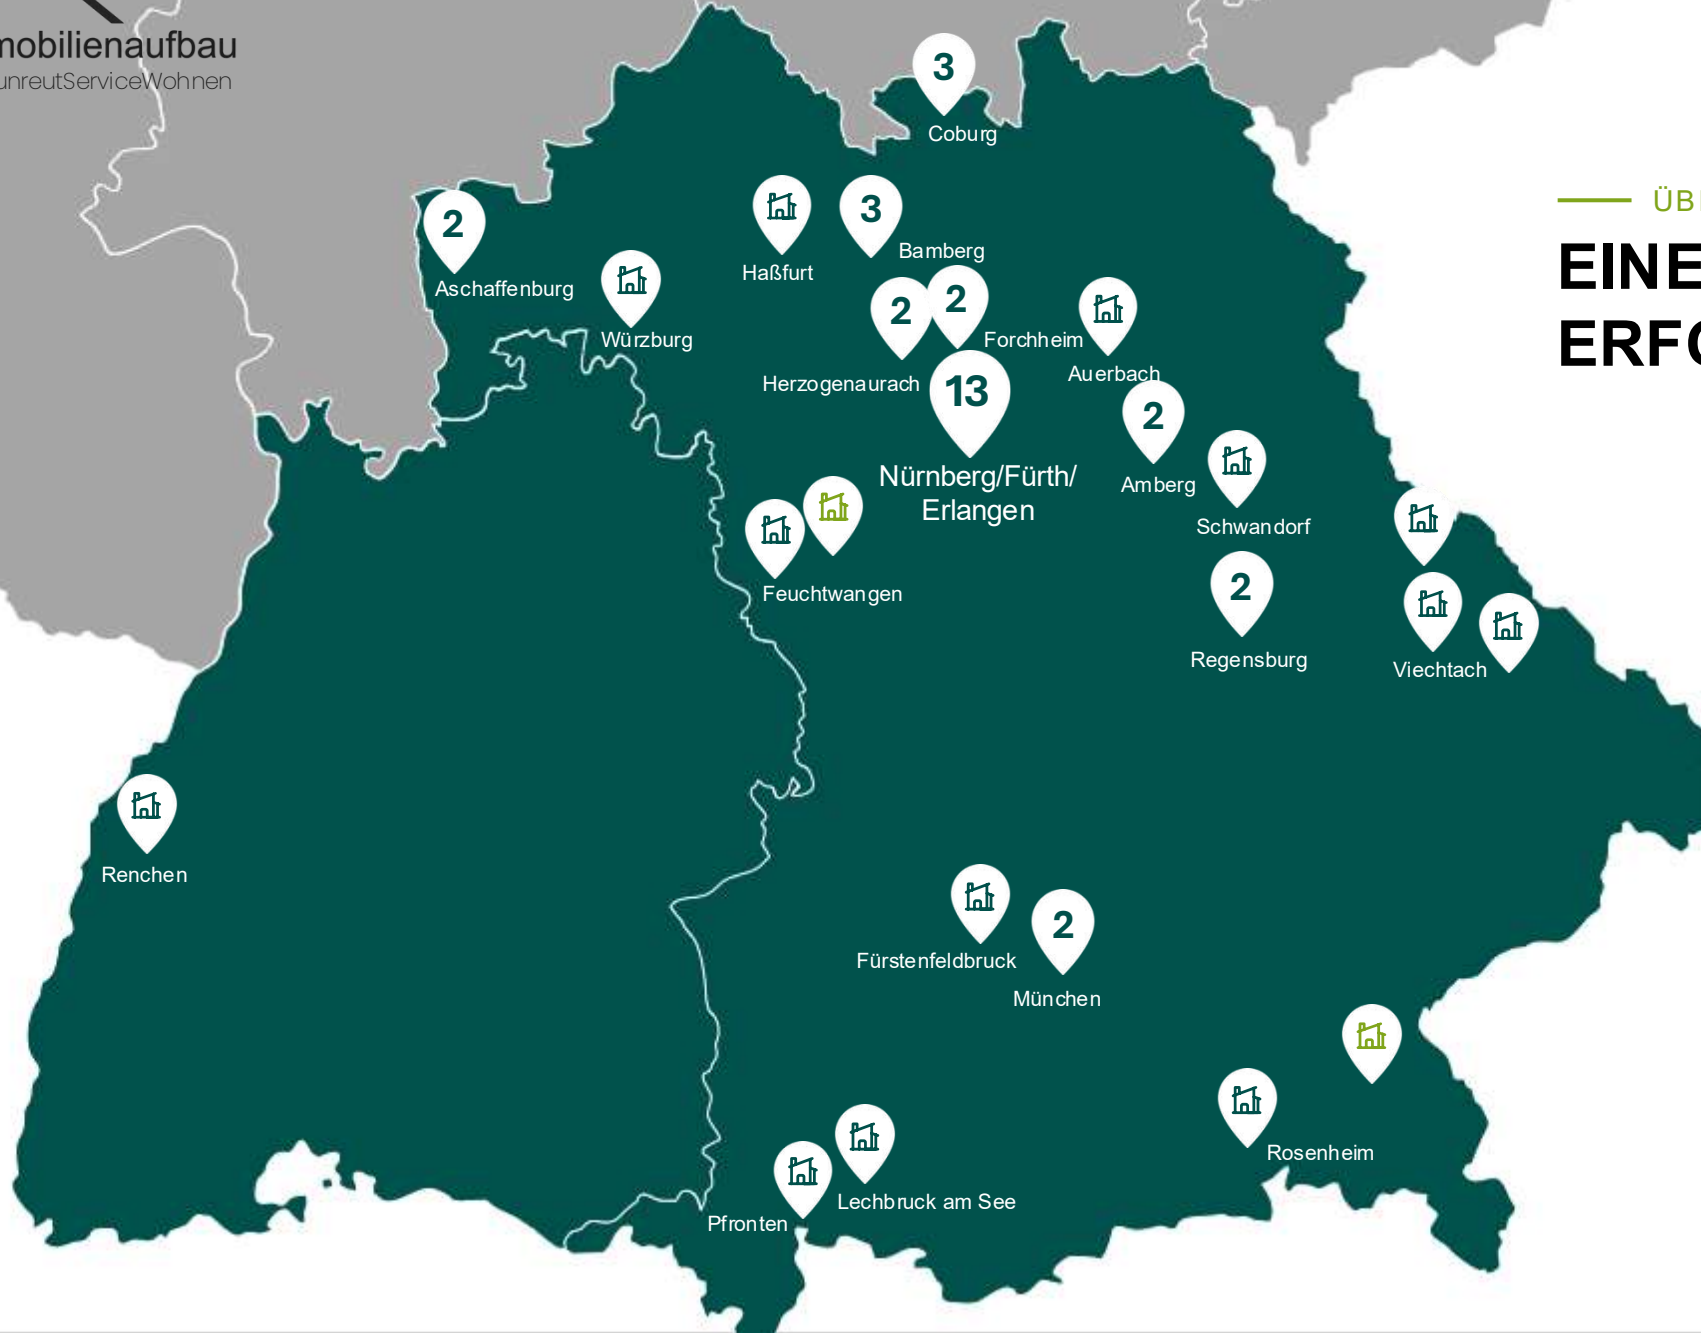 mobilienaufbau
unreutServiceWohnen
3
Coburg
ÜB
EINE
ERFO
2
Aschaffenburg
Würzburg
Haßfurt
3
Bamberg
2
2
Forchheim
Herzogenaurach
Auerbach
13
Nürnberg/Fürth/
Erlangen
2
Amberg
Schwandorf
Feuchtwangen
2
Regensburg
Viechtach
Renchen
Fürstenfeldbruck
2
München
Rosenheim
Lechbruck am See
Pfronten